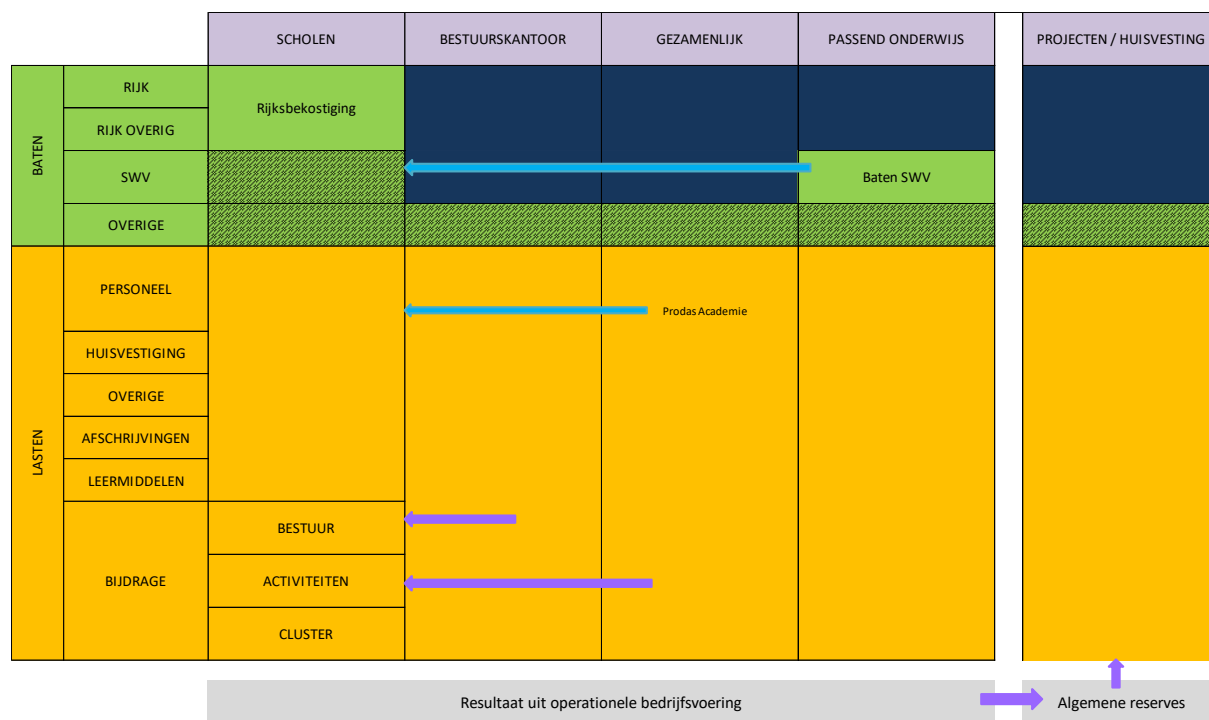 SCHOLEN
BESTUURSKANTOOR
GEZAMENLIJK
PASSEND ONDERWIJS
PROJECTEN / HUISVESTING
BATEN
RIJK
Rijksbekostiging
RIJK OVERIG
SWV
Baten SWV
OVERIGE
LASTEN
PERSONEEL
Prodas Academie
HUISVESTIGING
OVERIGE
AFSCHRIJVINGEN
LEERMIDDELEN
BIJDRAGE
BESTUUR
ACTIVITEITEN
CLUSTER
Resultaat uit operationele bedrijfsvoering
Algemene reserves